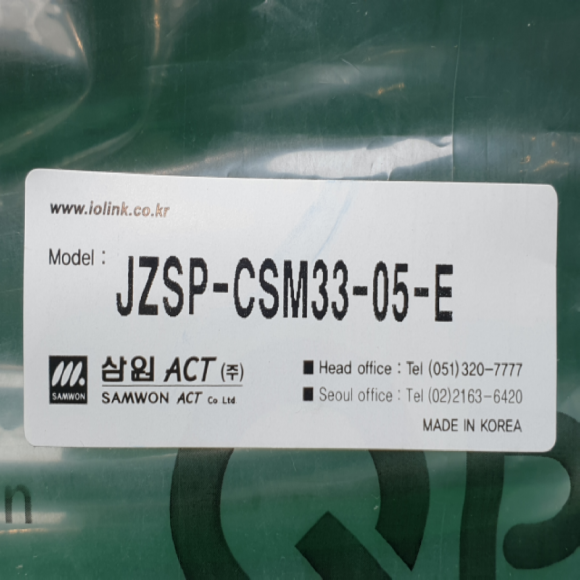 www.iolink.co.kr
Model : JZSP-CSM33-05-E
SAMWON
삼원 ACT (주)
SAMWON ACT Co Ltd
■ Head office : Tel (051)320-7777
■ Seoul office : Tel (02)2163-6420
MADE IN KOREA
n